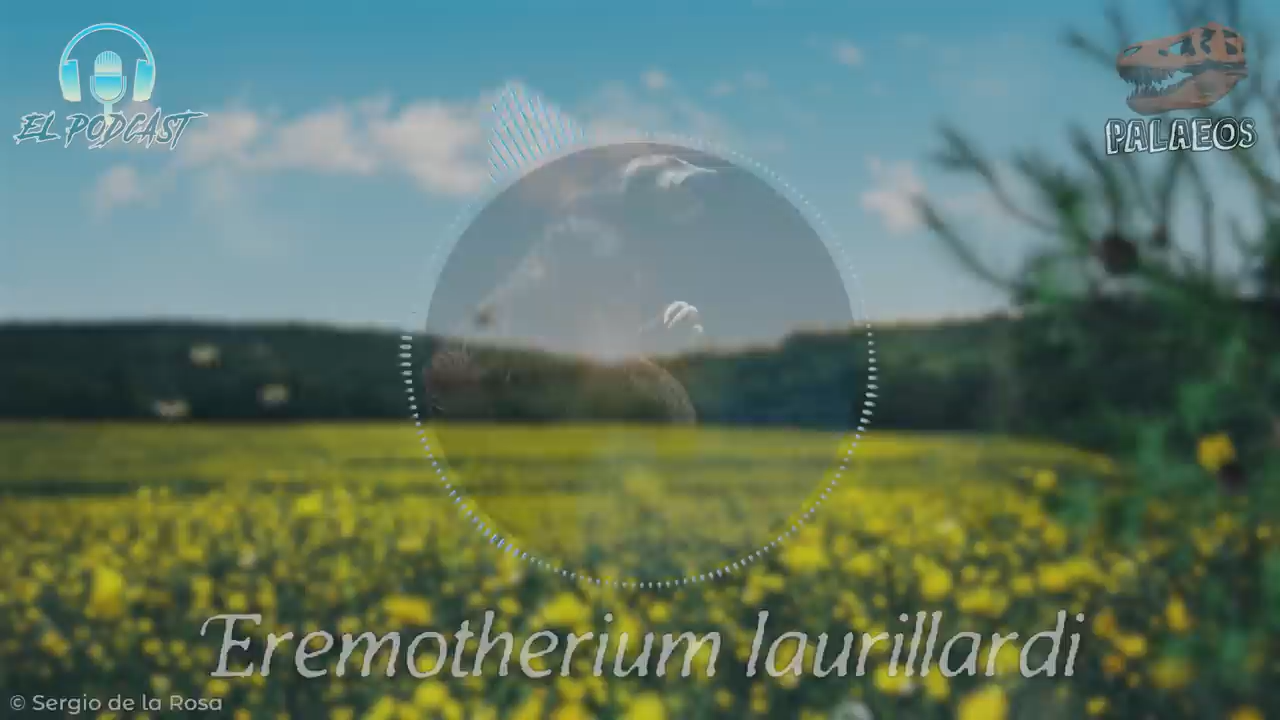 EL PODCAST
PALAEOS
Eremotherium laurillardi
© Sergio de la Rosa